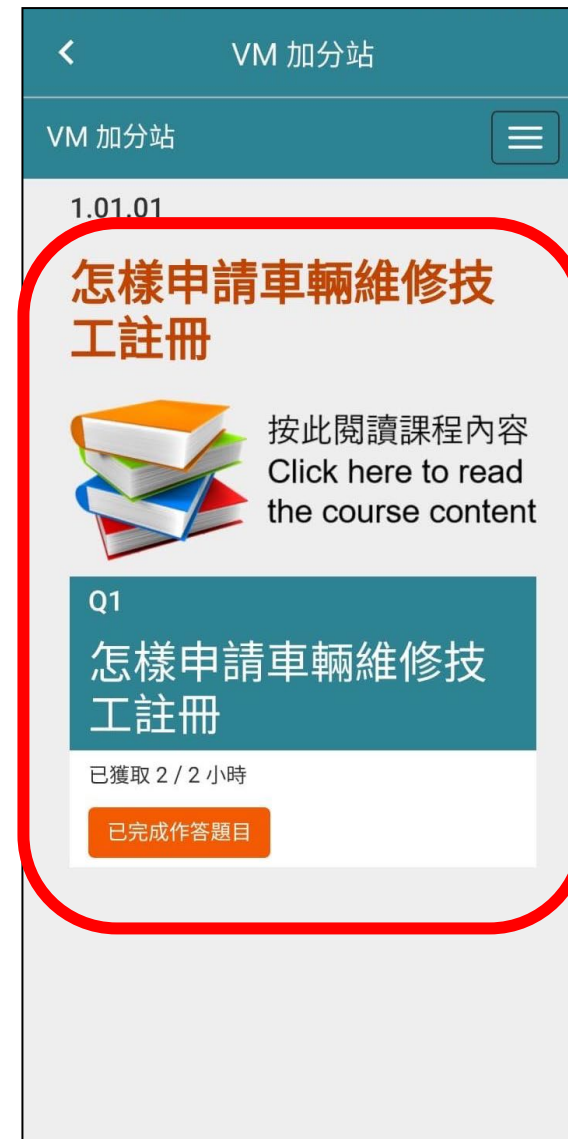 VM 加分站
VM 加分站
1.01.01
怎樣申請車輛維修技
工註冊
按此閱讀課程內容
Click here to read
the course content
Q1
怎樣申請車輛維修技
工註冊
已獲取 2 / 2 小時
已完成作答題目